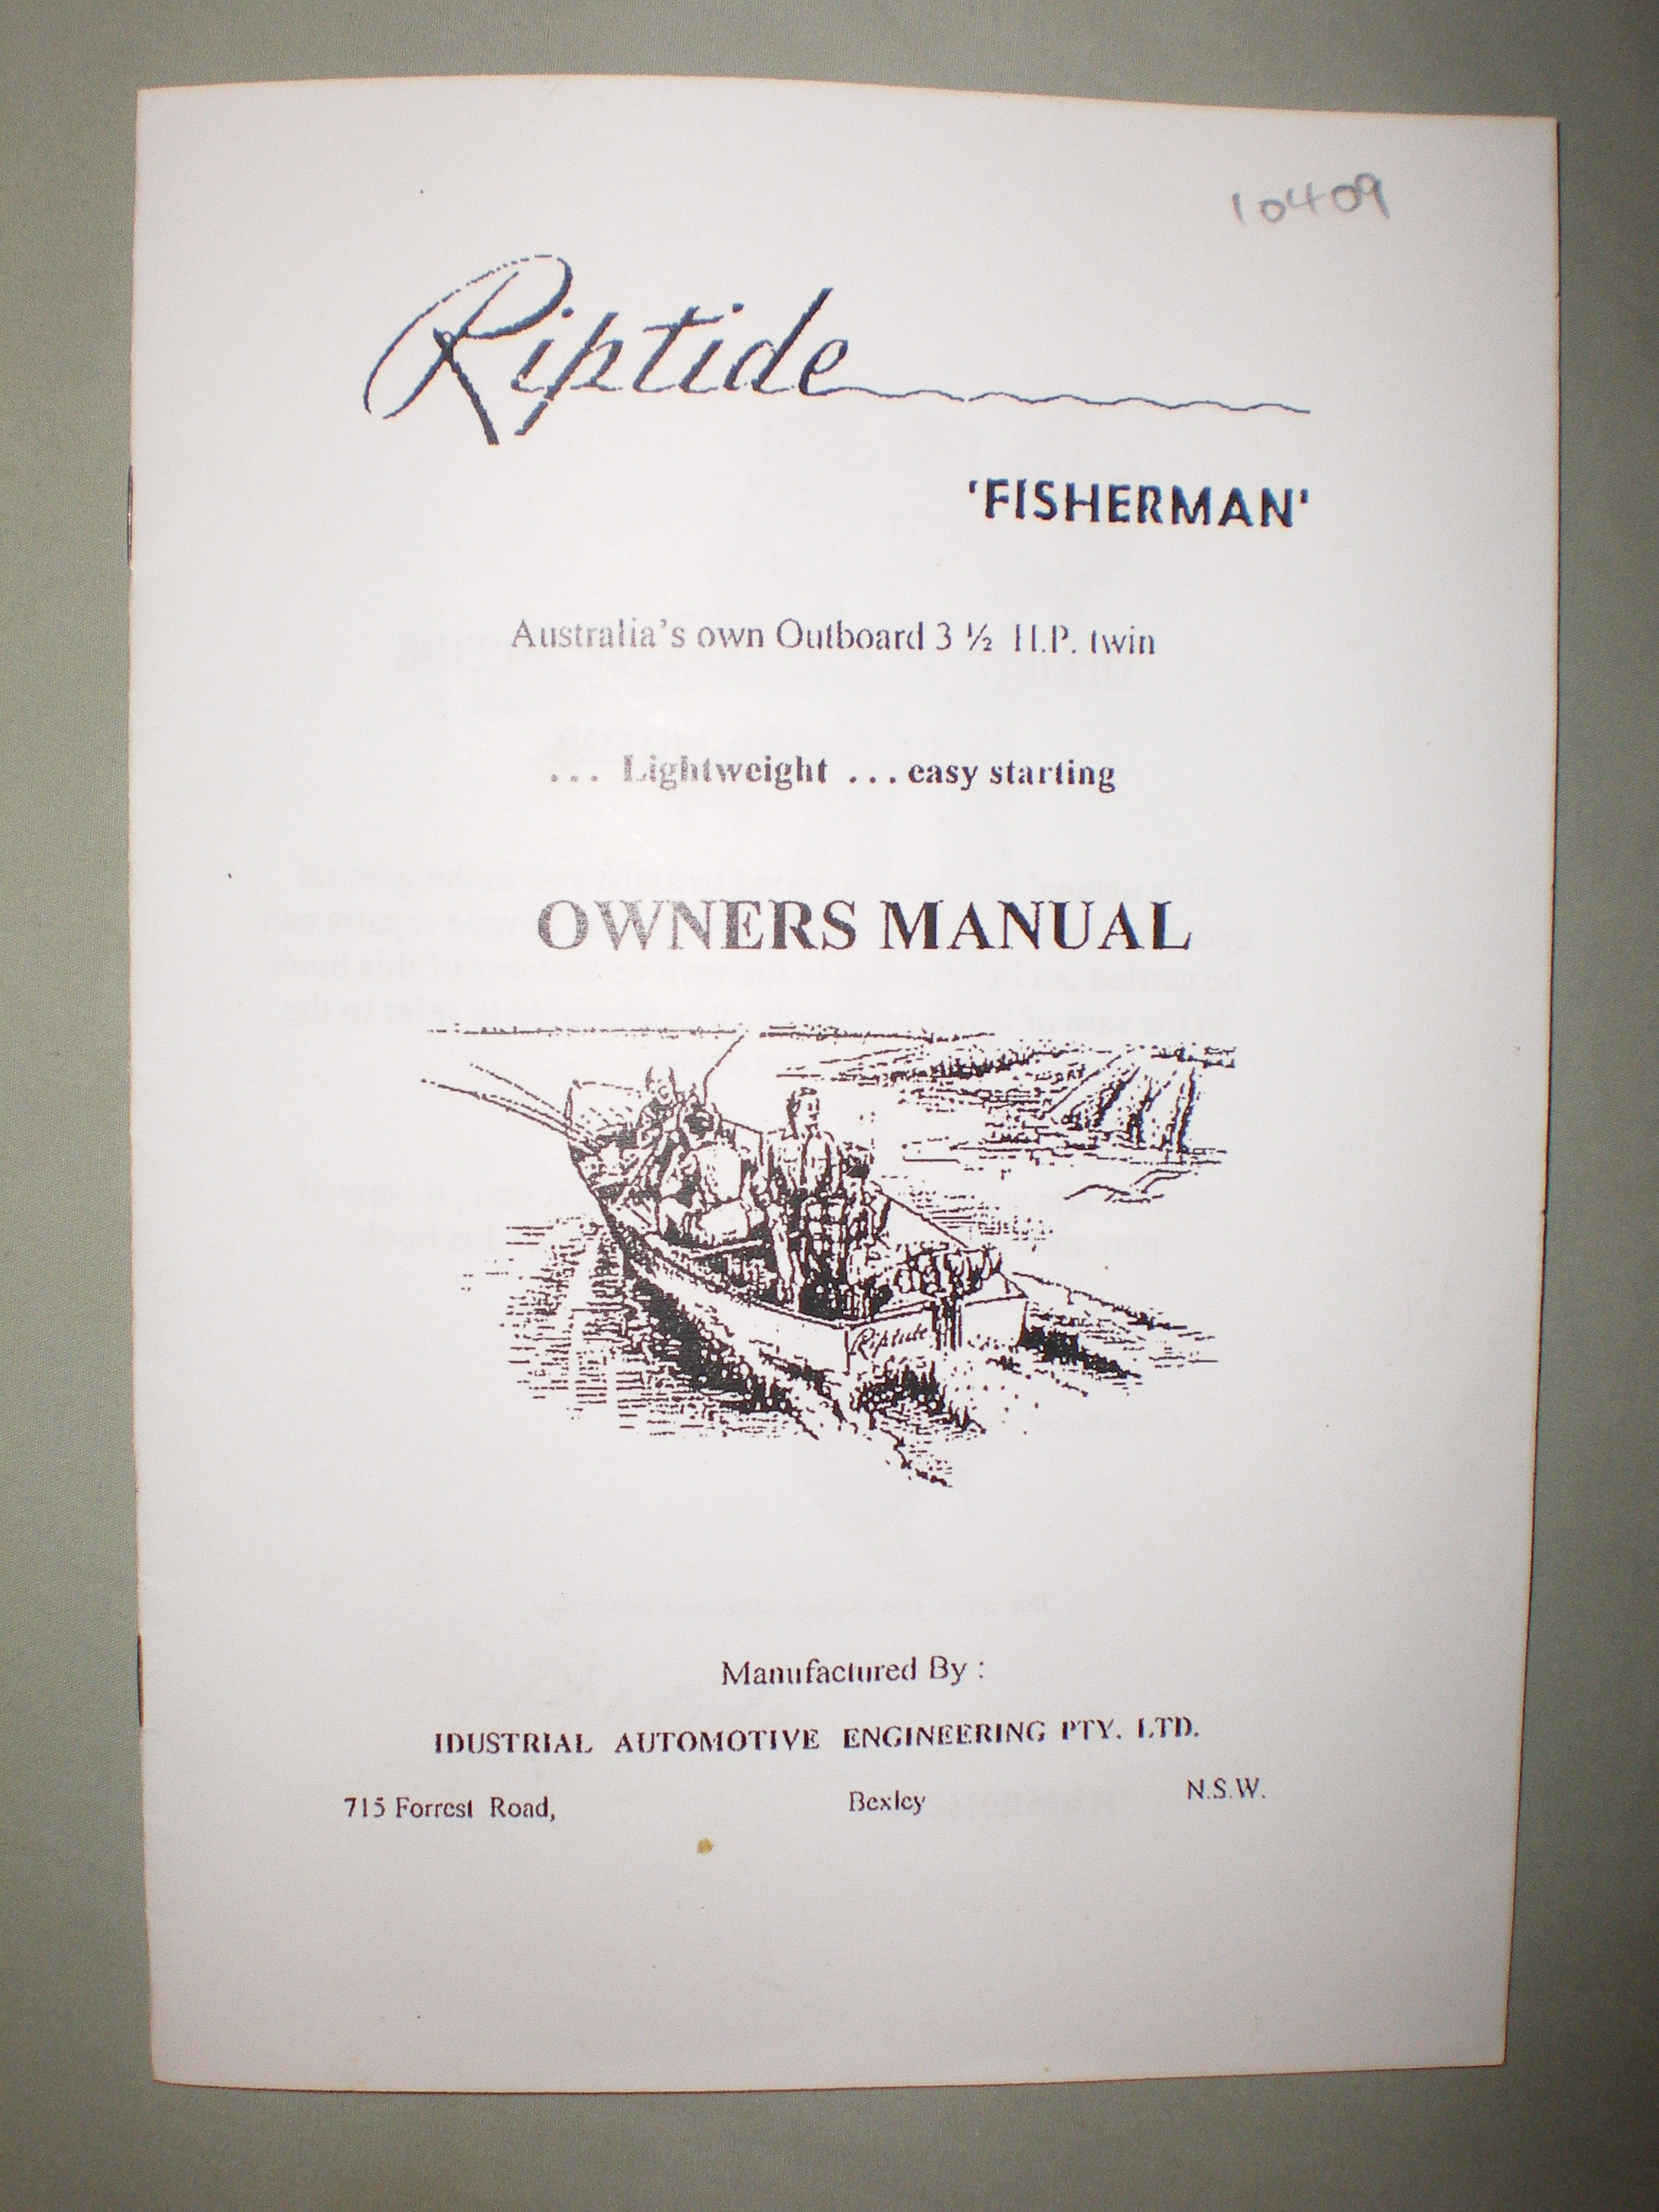 10409
Riptide
'FISHERMAN'
Australia's own Outboard 3 ½ H.P. twin
... Lightweight ... easy starting
OWNERS MANUAL
Riptide
Manufactured By :
IDUSTRIAL AUTOMOTIVE ENGINEERING PTY. LTD.
715 Forrest Road, Bexley N.S.W.